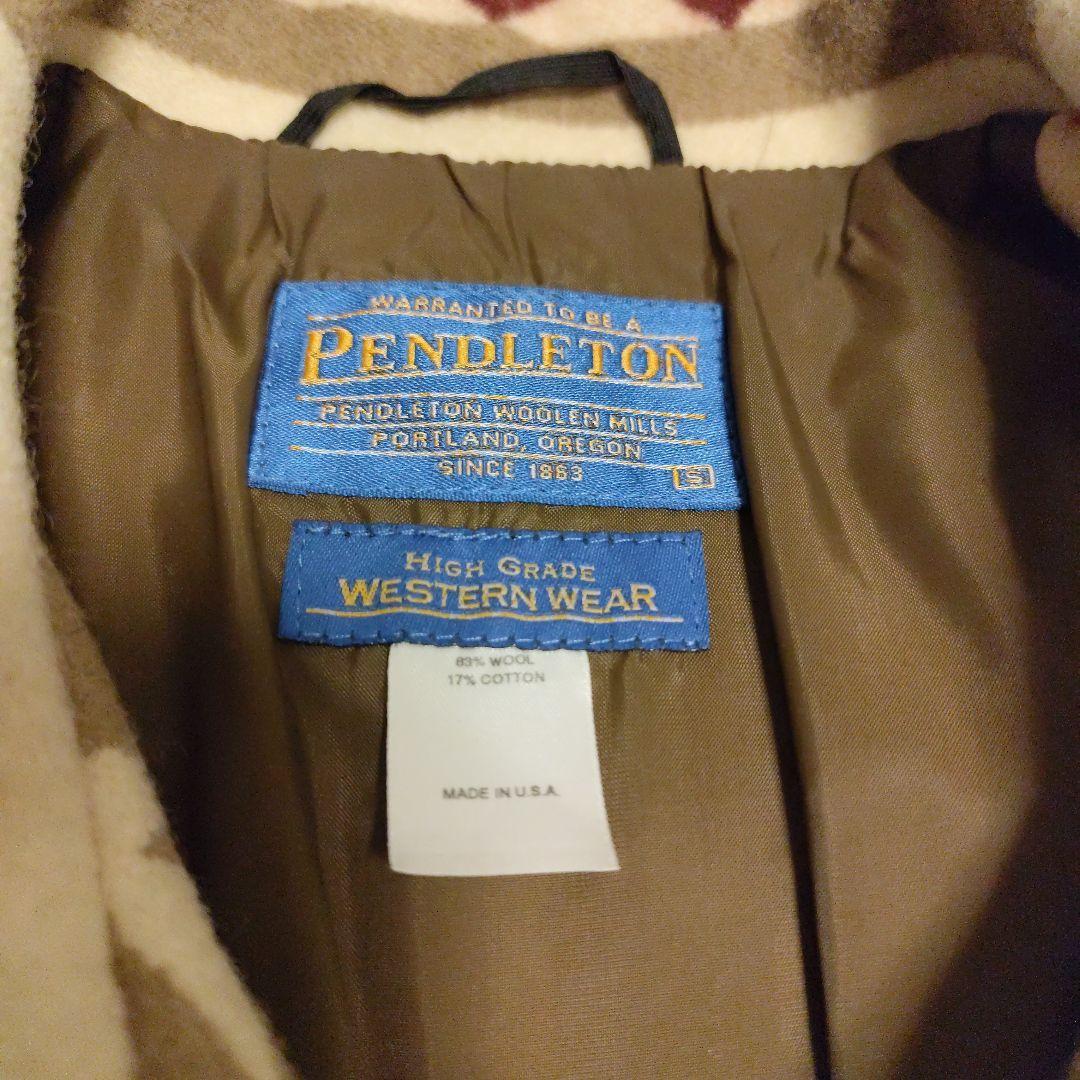 WARRANTED TO BE A
PENDLETON
PENDLETON WOOLEN MILLS
PORTLAND, OREGON
SINCE 1863
S
HIGH GRADE
WESTERN WEAR
83% WOOL
17% COTTON
MADE IN U.S.A.